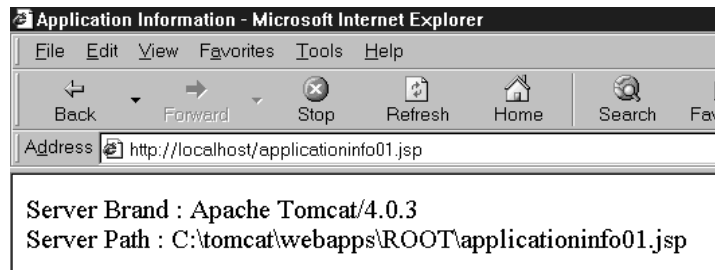 Application Information - Microsoft Internet Explorer
File Edit View Favorites Tools Help
Back Forward Stop Refresh Home Search Fav
Address http://localhost/applicationinfo01.jsp
Server Brand : Apache Tomcat/4.0.3
Server Path : C:\tomcat\webapps\ROOT\applicationinfo01.jsp